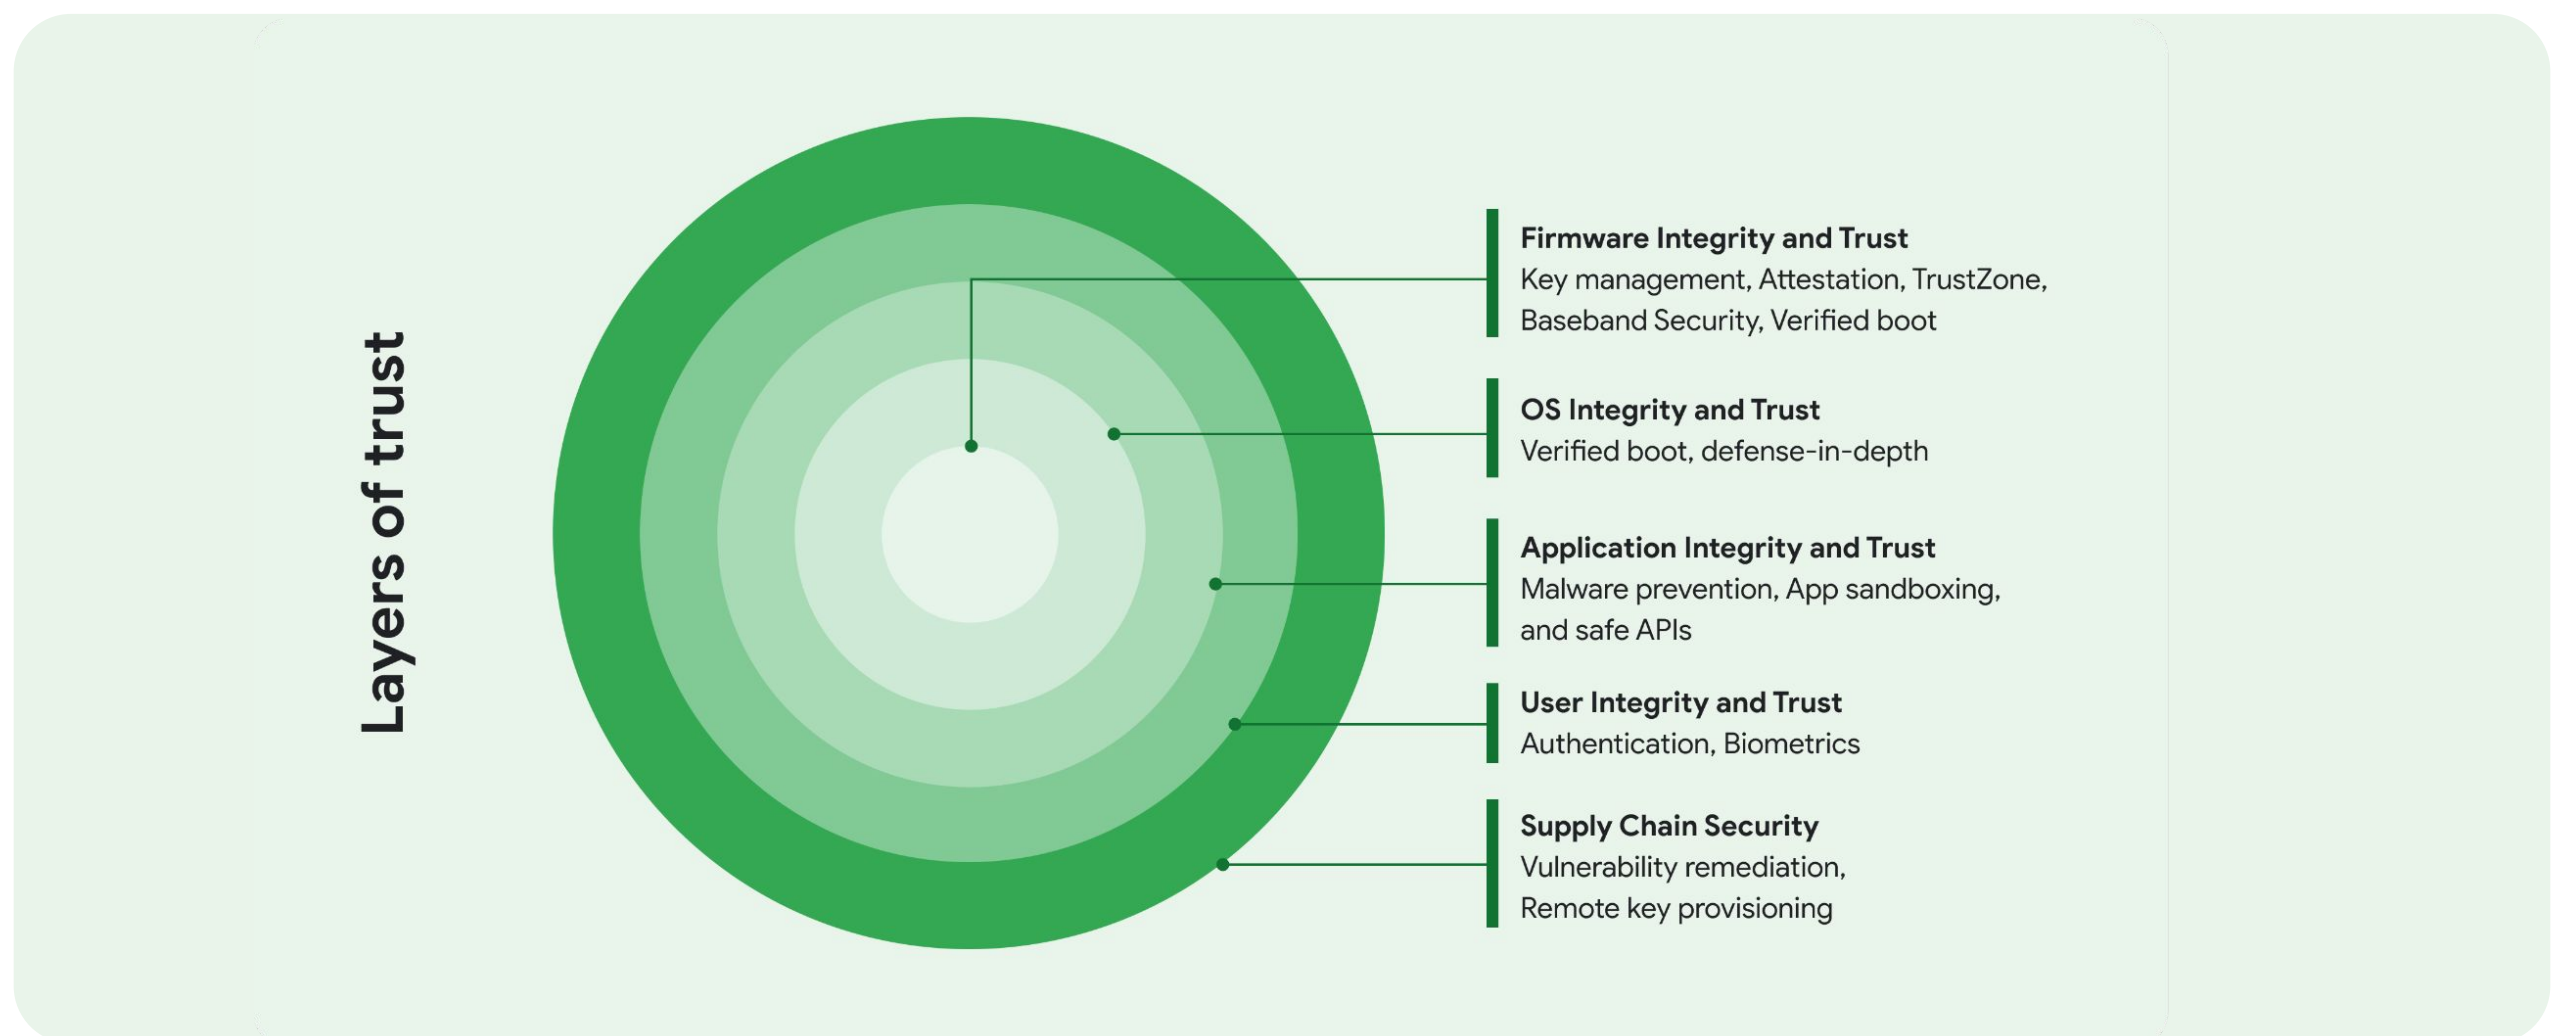 Layers of trust
Firmware Integrity and Trust
Key management, Attestation, TrustZone,
Baseband Security, Verified boot
OS Integrity and Trust
Verified boot, defense-in-depth
Application Integrity and Trust
Malware prevention, App sandboxing,
and safe APIs
User Integrity and Trust
Authentication, Biometrics
Supply Chain Security
Vulnerability remediation,
Remote key provisioning